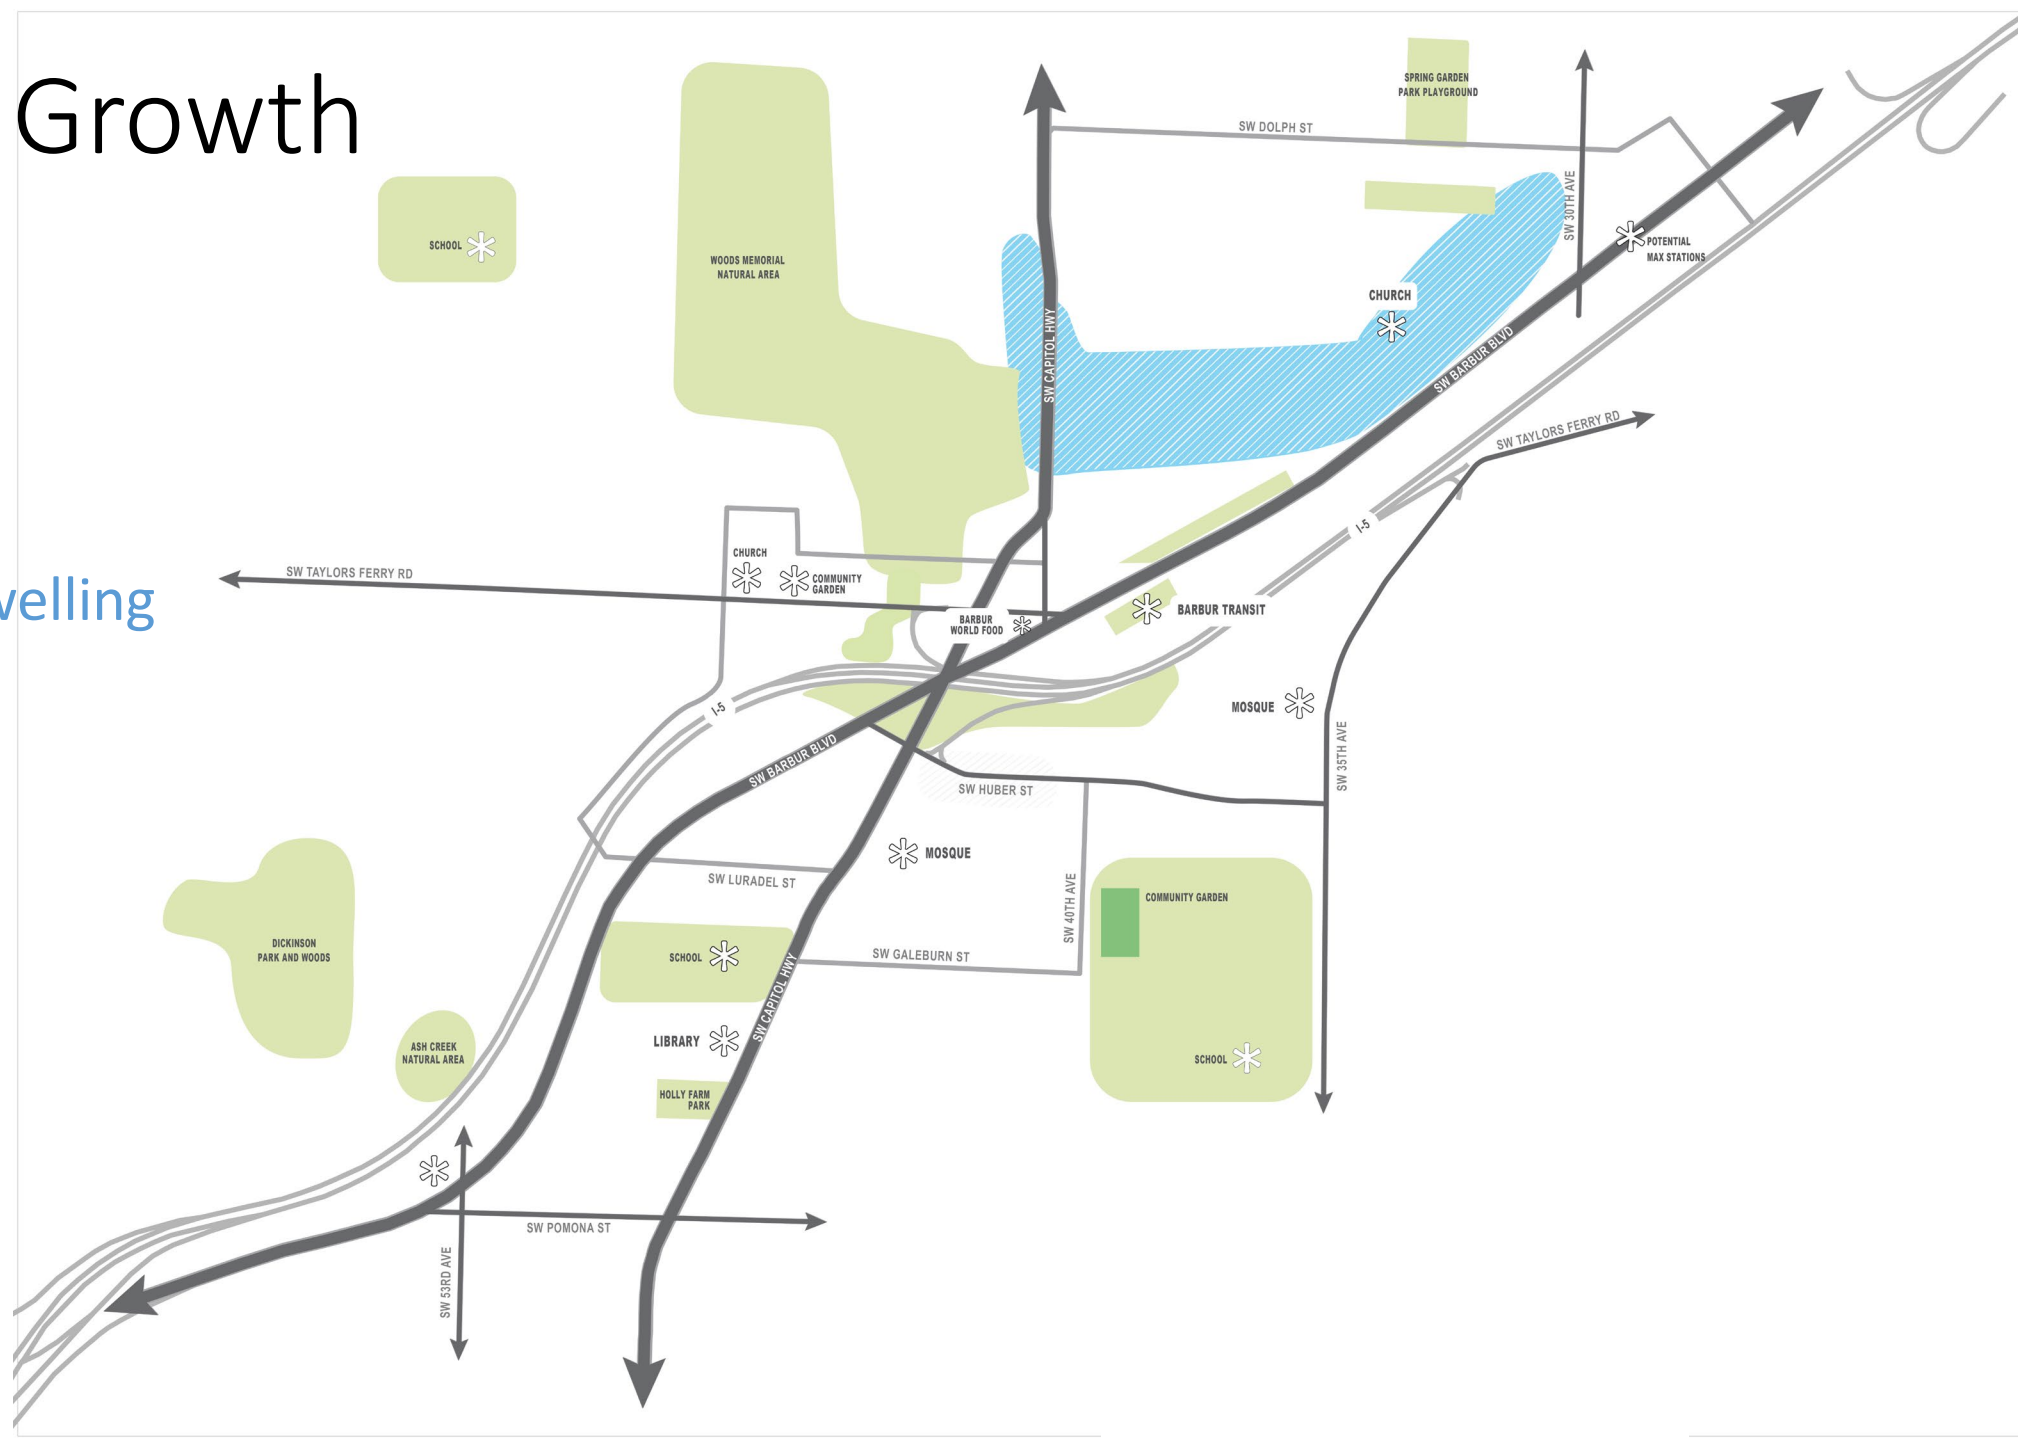 Growth
SPRING GARDEN
PARK PLAYGROUND
SW DOLPH ST
SW 30TH AVE
SCHOOL
WOODS MEMORIAL
NATURAL AREA
POTENTIAL
MAX STATIONS
CHURCH
SW CAPITOL HWY
SW BARBUR BLVD
SW TAYLORS FERRY RD
I-5
CHURCH
SW TAYLORS FERRY RD
COMMUNITY
GARDEN
welling
BARBUR
WORLD FOOD
BARBUR TRANSIT
MOSQUE
I-5
SW BARBUR BLVD
SW 35TH AVE
SW HUBER ST
MOSQUE
SW LURADEL ST
SW 40TH AVE
COMMUNITY GARDEN
DICKINSON
PARK AND WOODS
SCHOOL
SW GALEBURN ST
SW CAPITOL HWY
LIBRARY
ASH CREEK
NATURAL AREA
SCHOOL
HOLLY FARM
PARK
SW POMONA ST
SW 53RD AVE